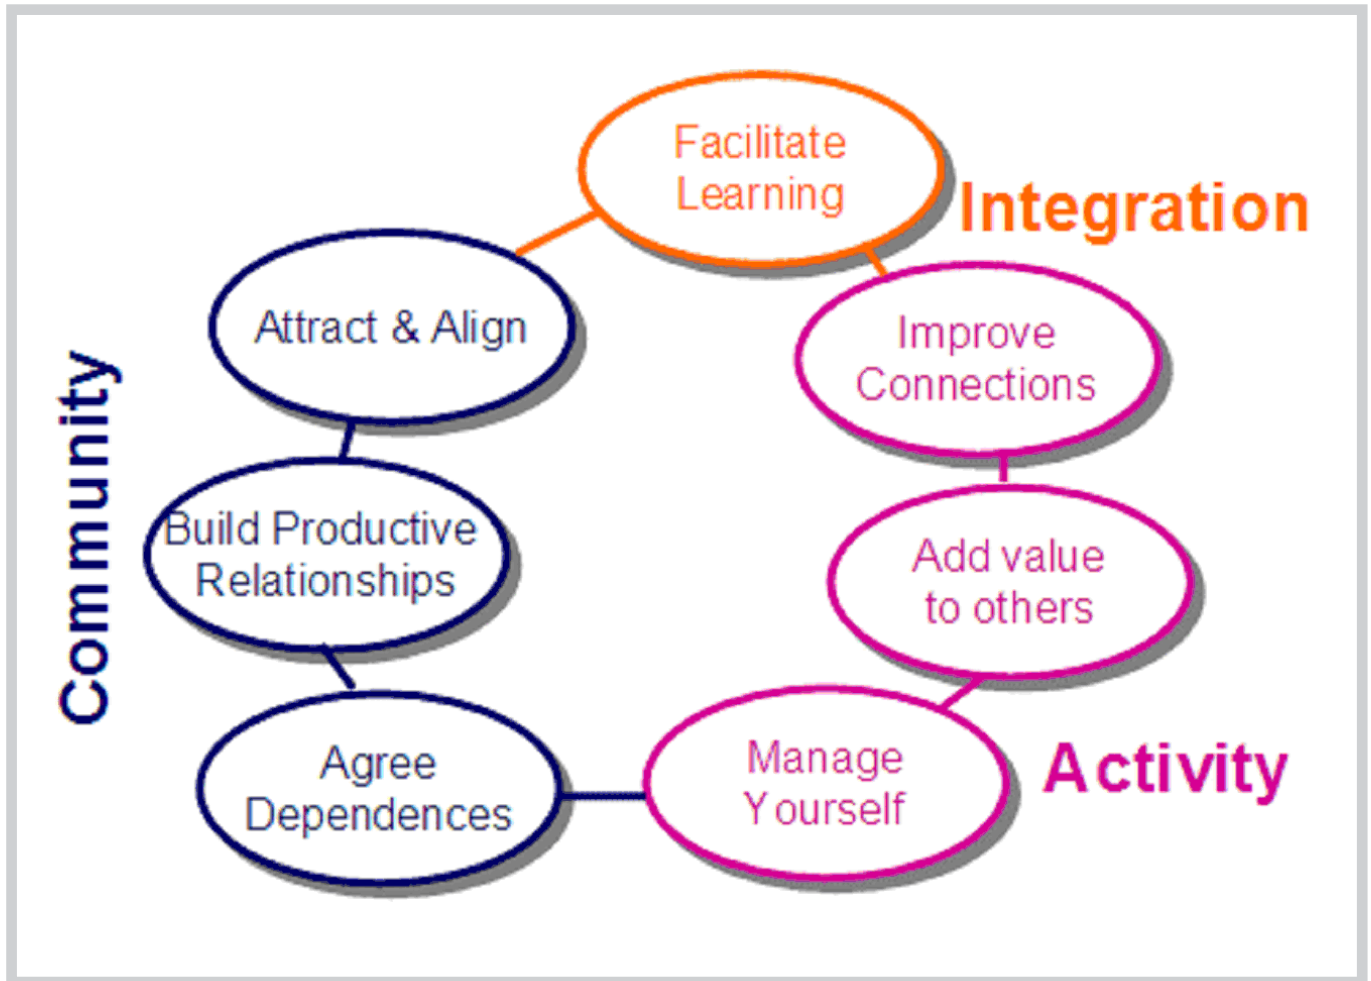 Facilitate
Learning
Integration
Attract & Align
Improve
Connections
Community
Build Productive
Relationships
Add value
to others
Agree
Dependences
Manage
Yourself
Activity